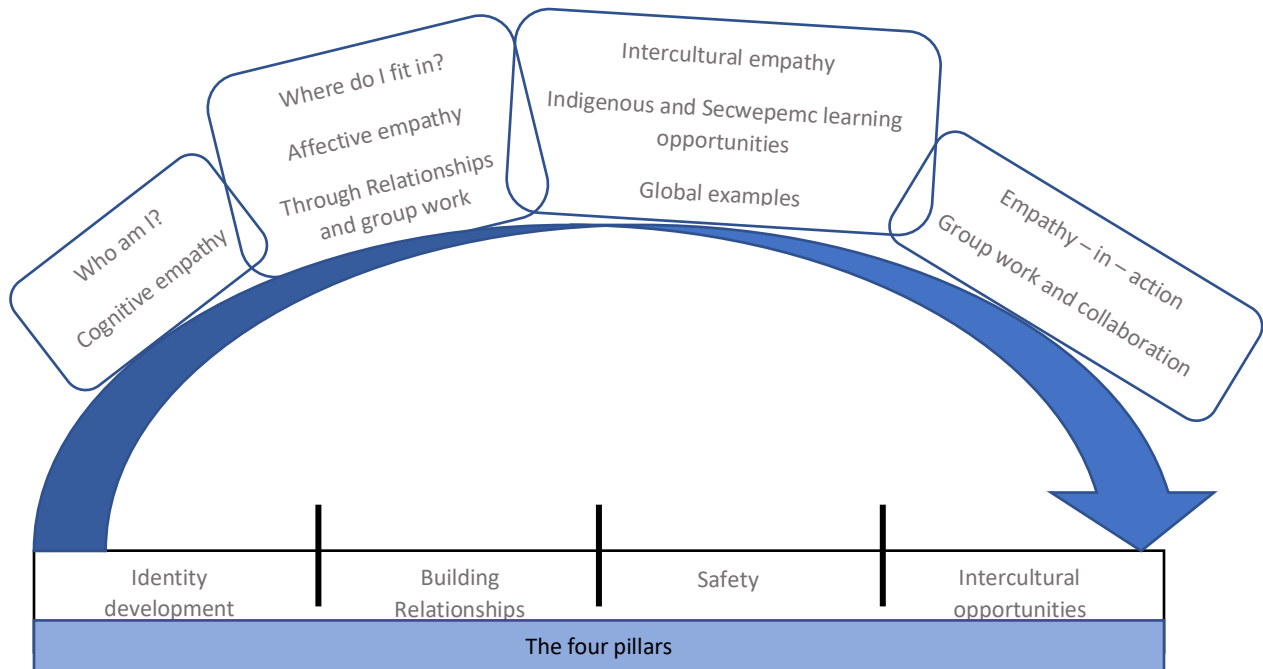 Who am I?
Cognitive empathy
Where do I fit in?
Affective empathy
Through Relationships
and group work
Intercultural empathy
Indigenous and Secwepemc learning
opportunities
Global examples
Empathy – in – action
Group work and collaboration
Identity
development
Building
Relationships
Safety
Intercultural
opportunities
The four pillars